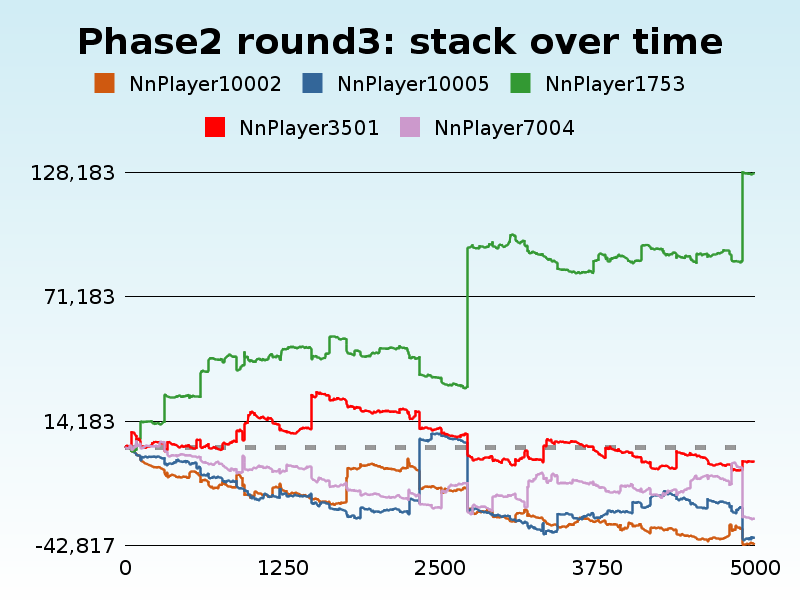 Phase2 round3: stack over time
NnPlayer10002 NnPlayer10005 NnPlayer1753
NnPlayer3501 NnPlayer7004
128,183
71,183
14,183
-42,817
0 1250 2500 3750 5000